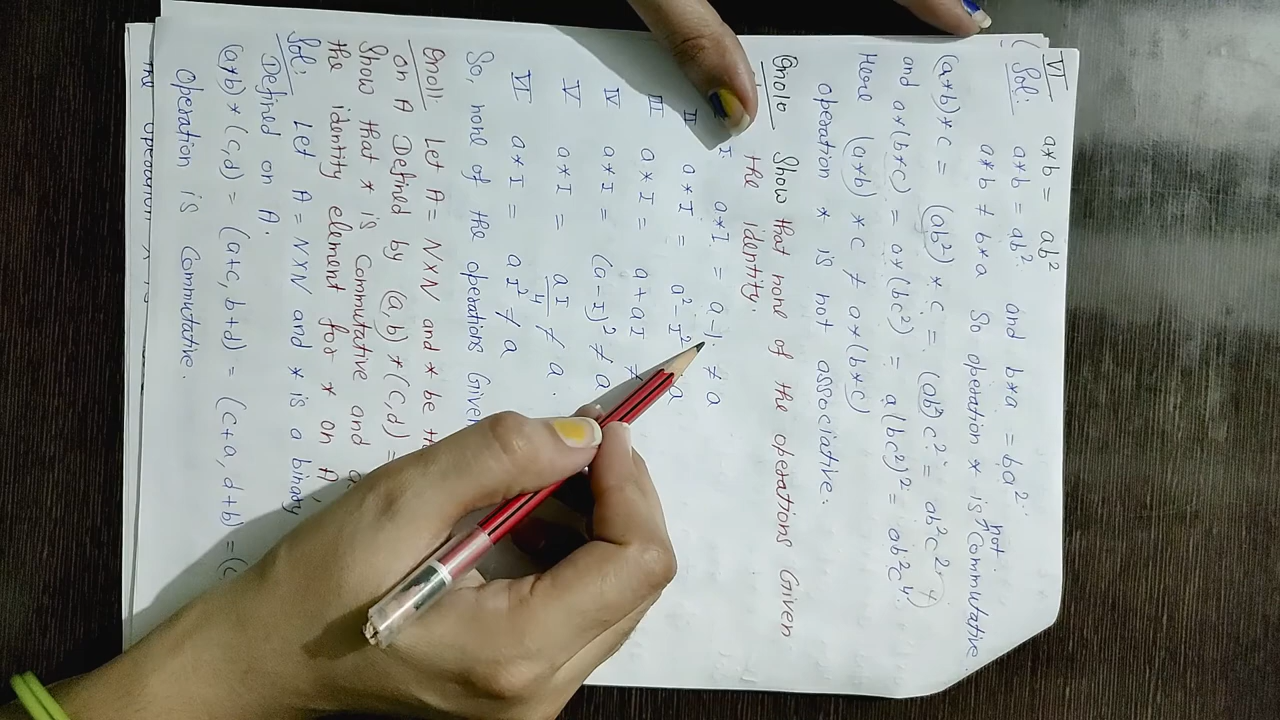 VI a*b = ab²
Sol: a*b = ab² and b*a = ba²
a*b ≠ b*a So operation * is not commutative.
(a*b)*c = (ab²)*c = (ab²)c² = ab²c²
and a*(b*c) = a*(bc²) = a(bc²)² = ab²c⁴
Here (a*b)*c ≠ a*(b*c)
operation * is not associative.
Qno10 Show that none of the operations Given
the identity.
I a*I = a-I ≠ a
II a*I = a²-I² a
III a*I = a+aI ≠
IV a*I = (a-I)² ≠ a
V a*I = aI/4 ≠ a.
VI a*I = aI² ≠ a
So, none of the operations Given
Qno11: Let A = N×N and * be
on A Defined by (a,b)*(c,d) =
Show that * is commutative and
the identity element for * on A,
Sol: Let A = N×N and * is a binary
Defined on A.
(a*b)*(c,d) = (a+c, b+d) = (c+a, d+b) =
Operation is Commutative.